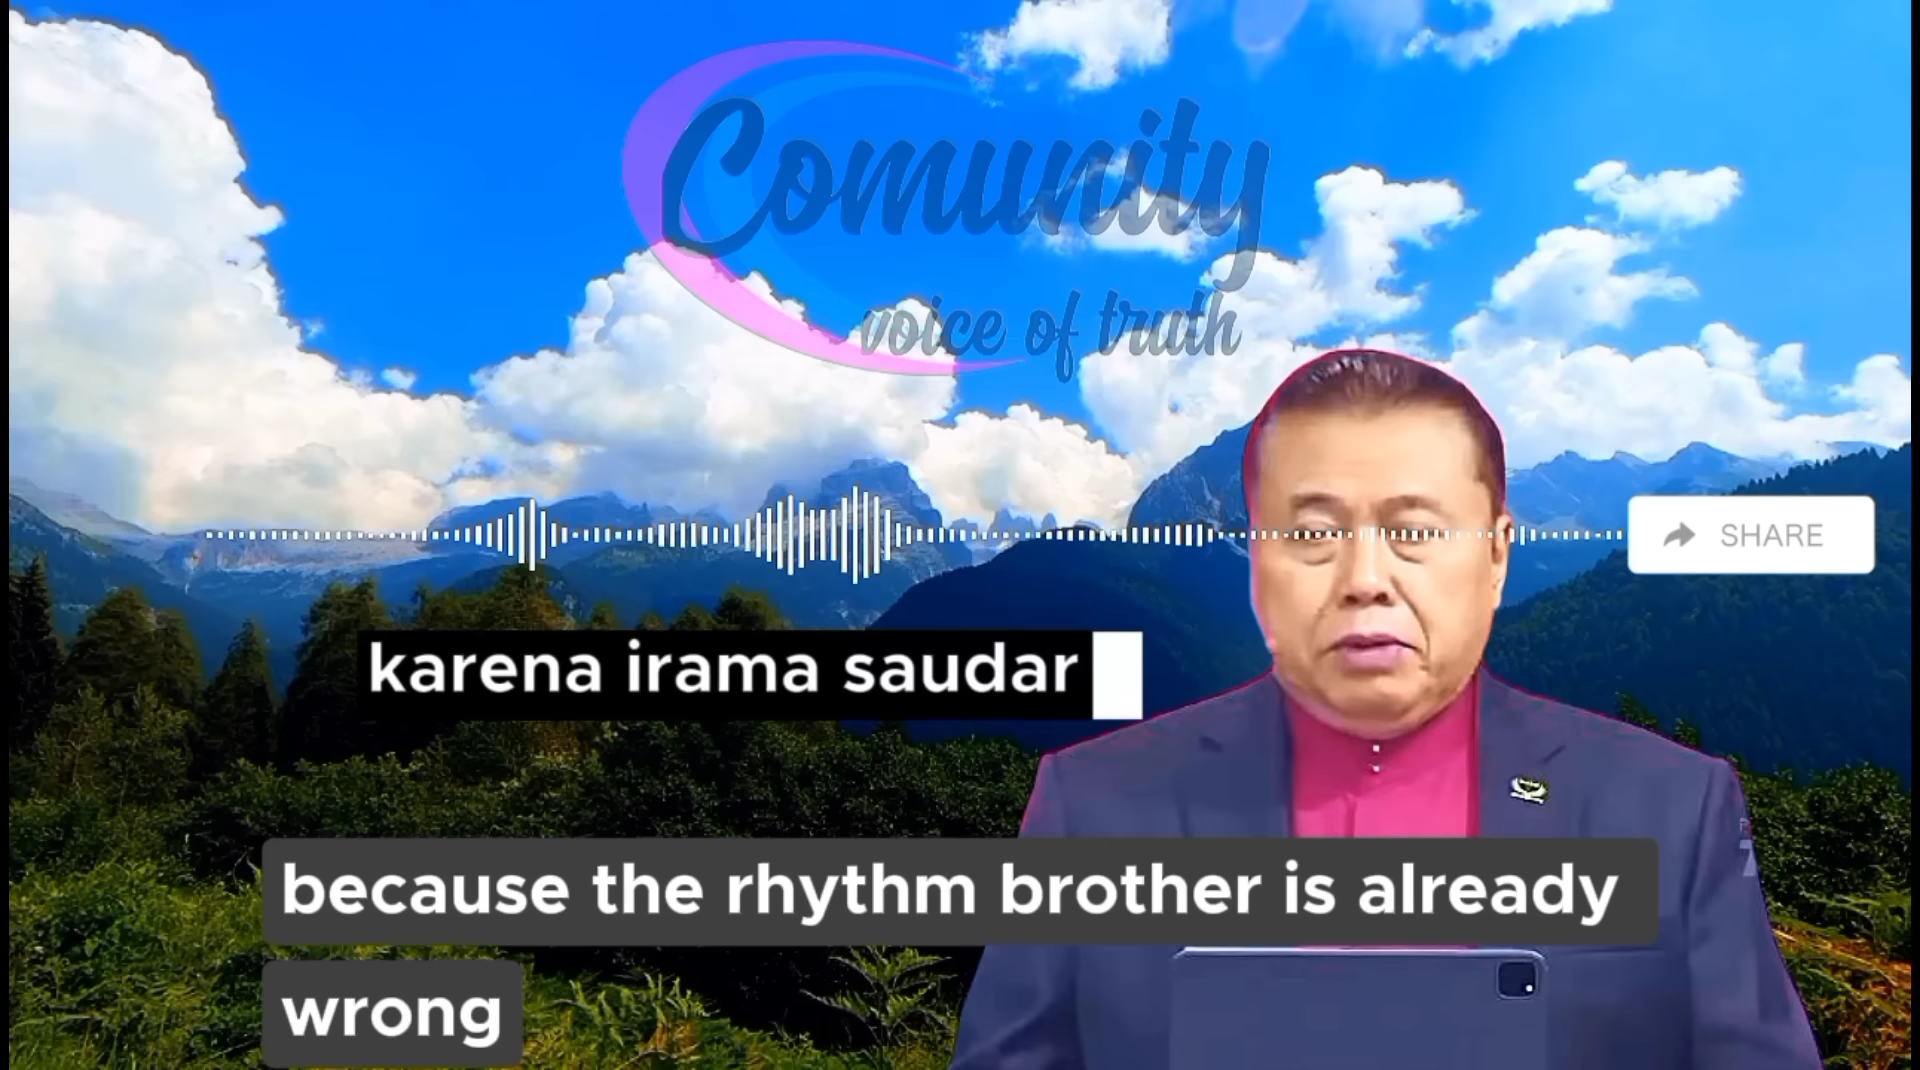 Comunity
voice of truth
SHARE
karena irama saudar
because the rhythm brother is already
wrong